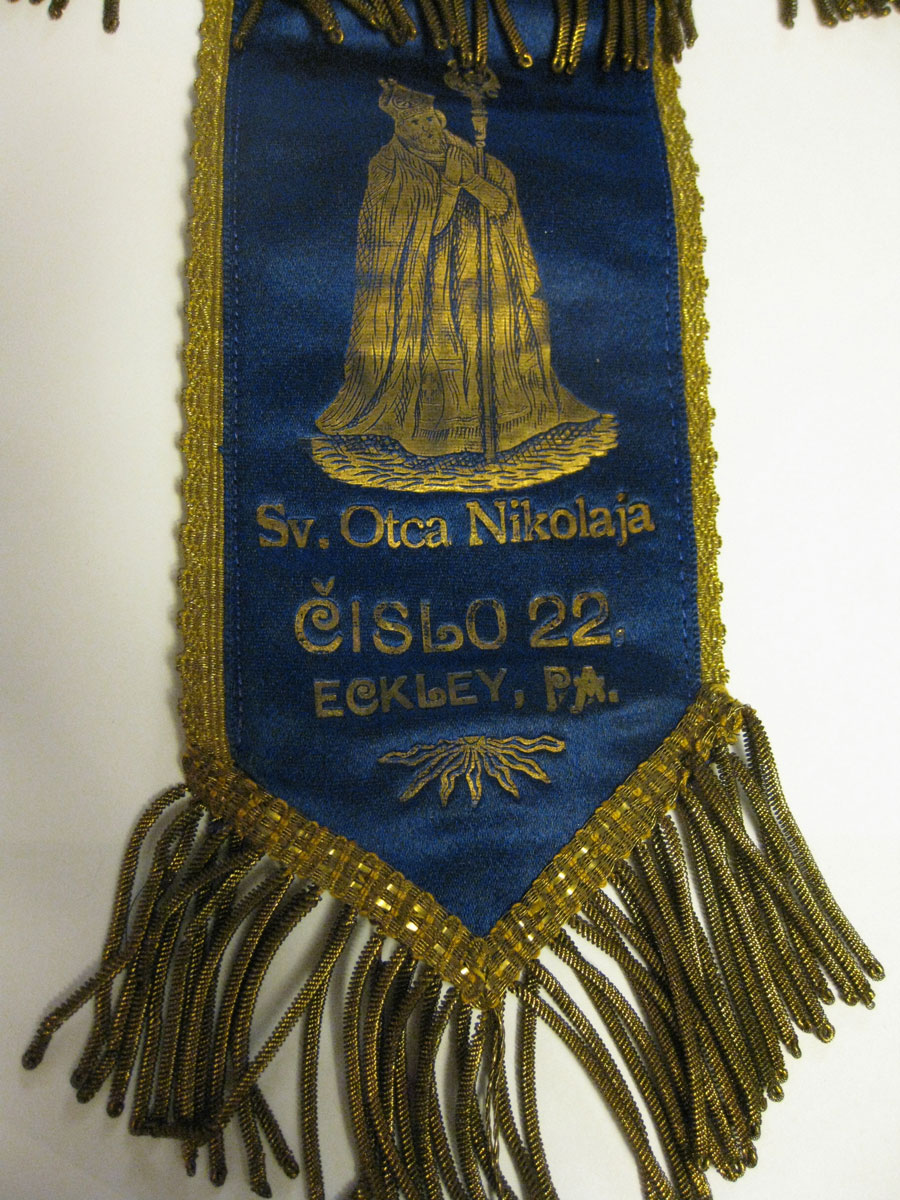 Sv. Otca Nikolaja
ČISLO 22.
ECKLEY, PA.